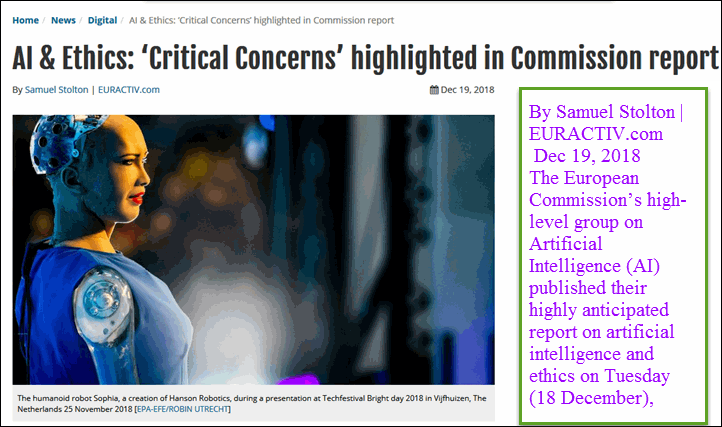 Home / News / Digital / AI & Ethics: 'Critical Concerns' highlighted in Commission report
AI & Ethics: ‘Critical Concerns’ highlighted in Commission report
By Samuel Stolton | EURACTIV.com
Dec 19, 2018
The humanoid robot Sophia, a creation of Hanson Robotics, during a presentation at Techfestival Bright day 2018 in Vijfhuizen, The
Netherlands 25 November 2018 [EPA-EFE/ROBIN UTRECHT]
By Samuel Stolton |
EURACTIV.com
Dec 19, 2018
The European
Commission’s high-
level group on
Artificial
Intelligence (AI)
published their
highly anticipated
report on artificial
intelligence and
ethics on Tuesday
(18 December),